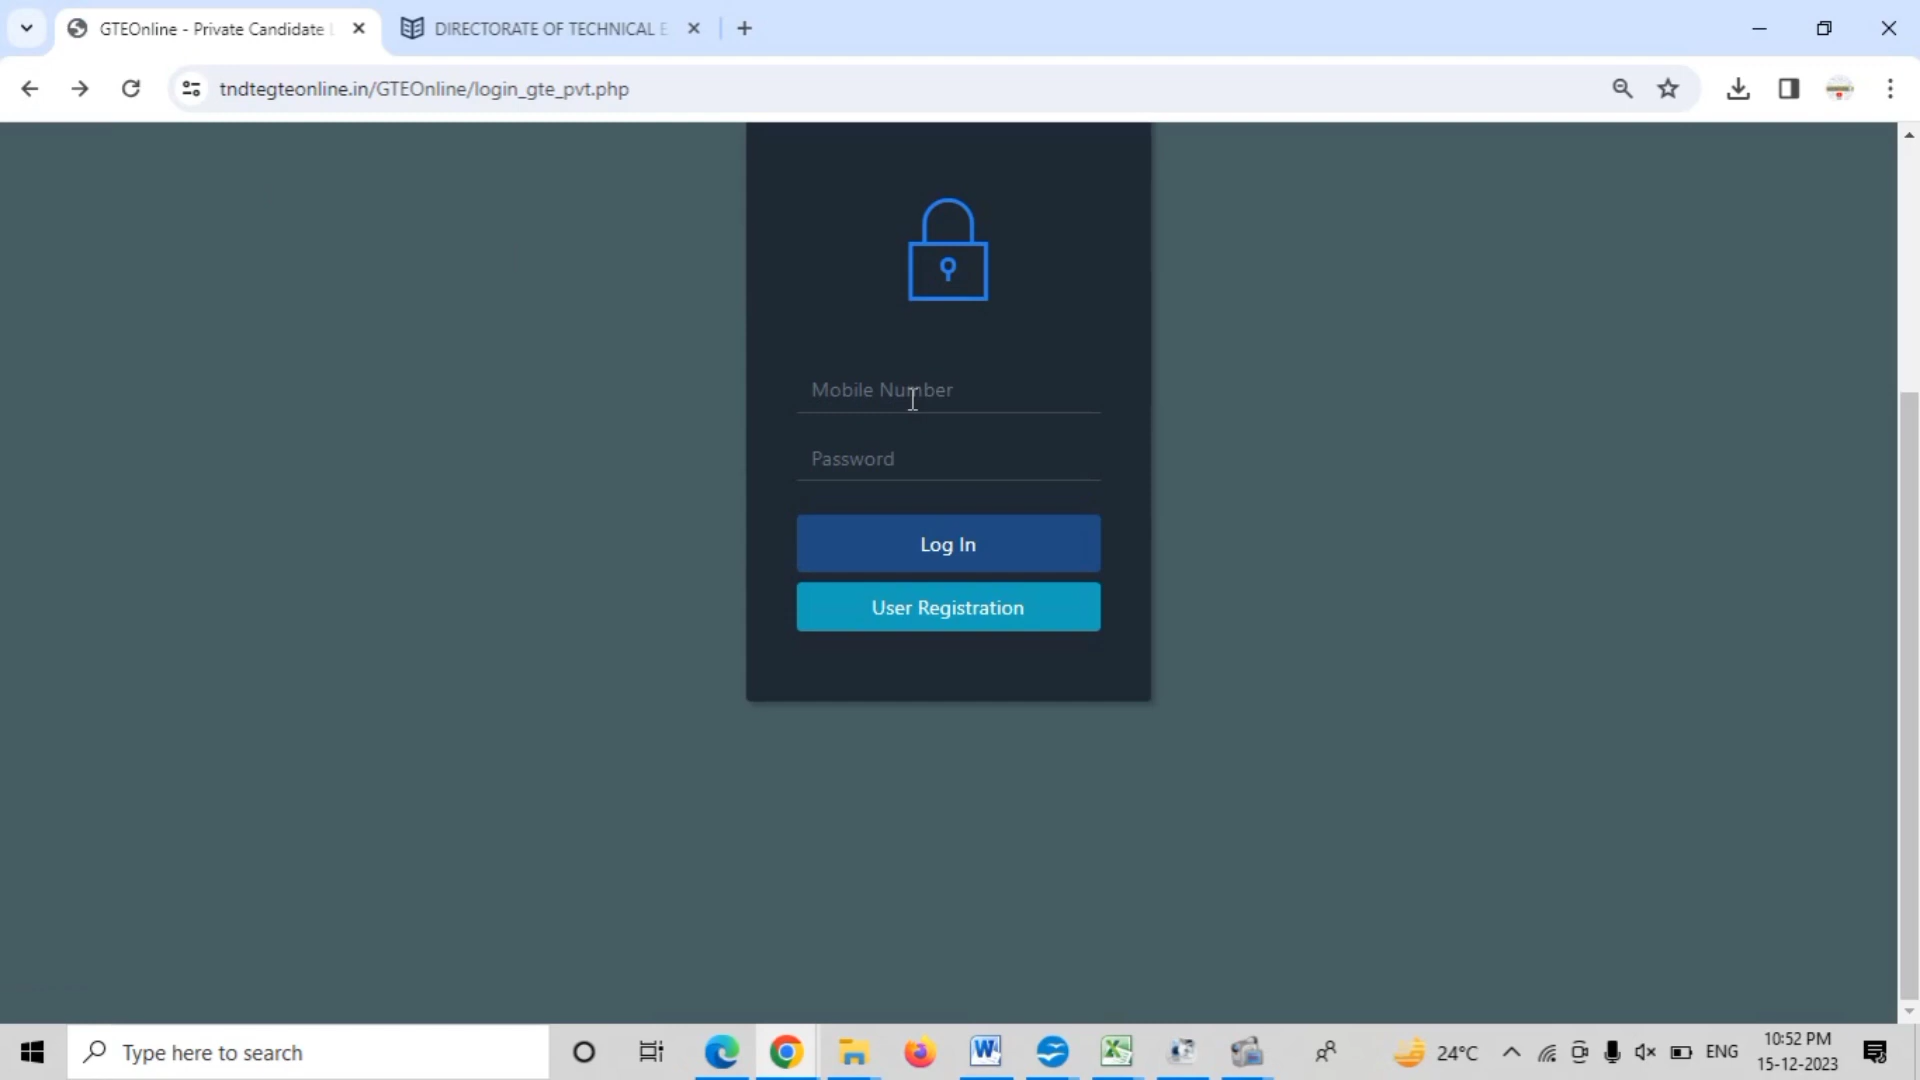 GTEOnline - Private Candidate
DIRECTORATE OF TECHNICAL E
tndtegteonline.in/GTEOnline/login_gte_pvt.php
Mobile Number
Password
Log In
User Registration
Type here to search
24°C
ENG
10:52 PM
15-12-2023